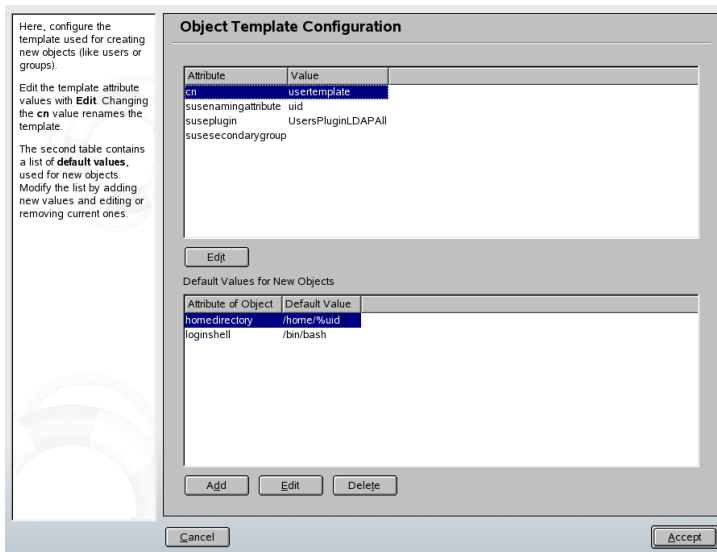 Here, configure the
template used for creating
new objects (like users or
groups).
Edit the template attribute
values with Edit. Changing
the cn value renames the
template.
The second table contains
a list of default values,
used for new objects.
Modify the list by adding
new values and editing or
removing current ones.
Object Template Configuration
Attribute Value
cn usertemplate
susenamingattribute uid
suseplugin UsersPluginLDAPAll
susesecondarygroup
Edit
Default Values for New Objects
Attribute of Object Default Value
homedirectory /home/%uid
loginshell /bin/bash
Add Edit Delete
Cancel Accept